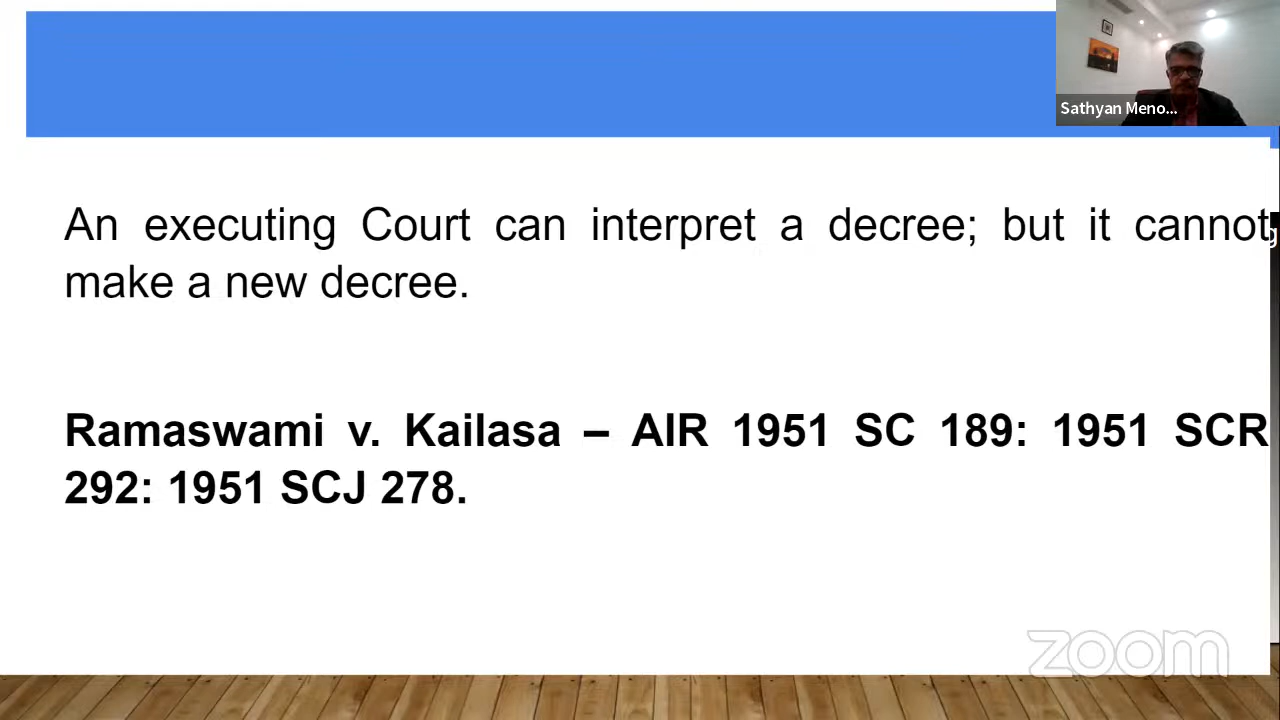 Sathyan Meno...
An executing Court can interpret a decree; but it cannot
make a new decree.
Ramaswami v. Kailasa – AIR 1951 SC 189: 1951 SCR
292: 1951 SCJ 278.
zoom